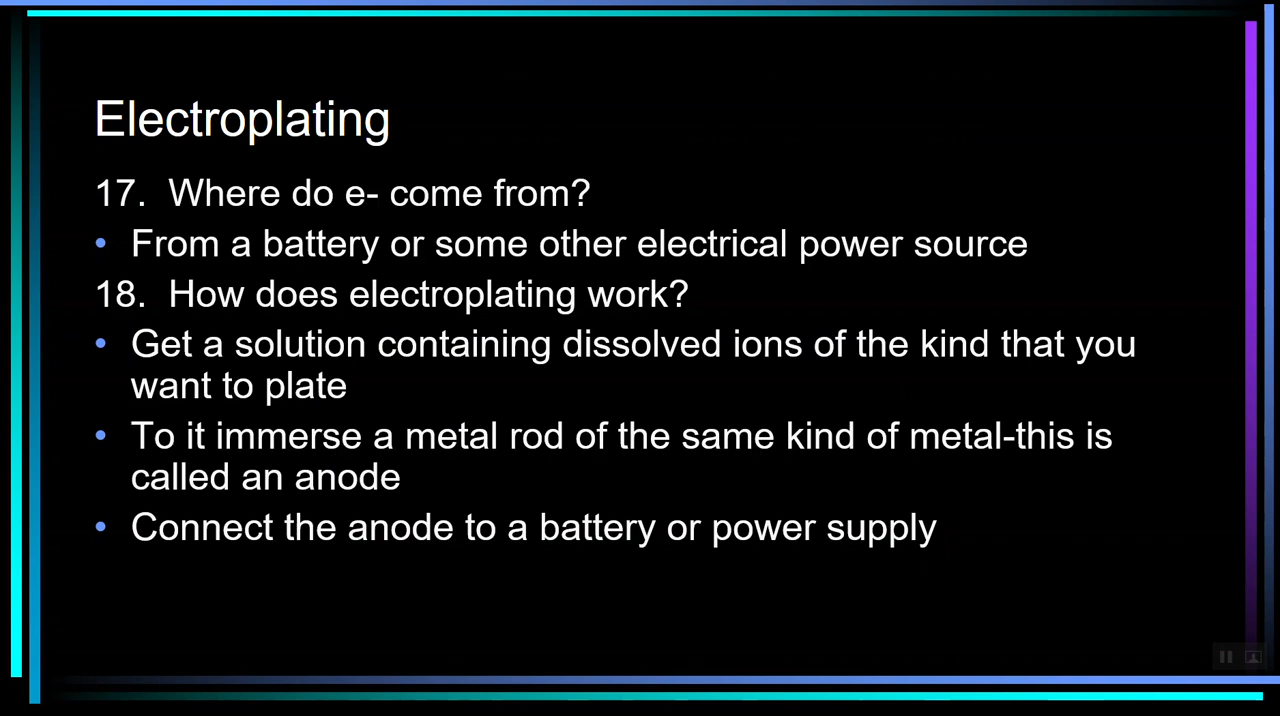 Electroplating
17. Where do e- come from?
• From a battery or some other electrical power source
18. How does electroplating work?
• Get a solution containing dissolved ions of the kind that you
want to plate
• To it immerse a metal rod of the same kind of metal-this is
called an anode
• Connect the anode to a battery or power supply